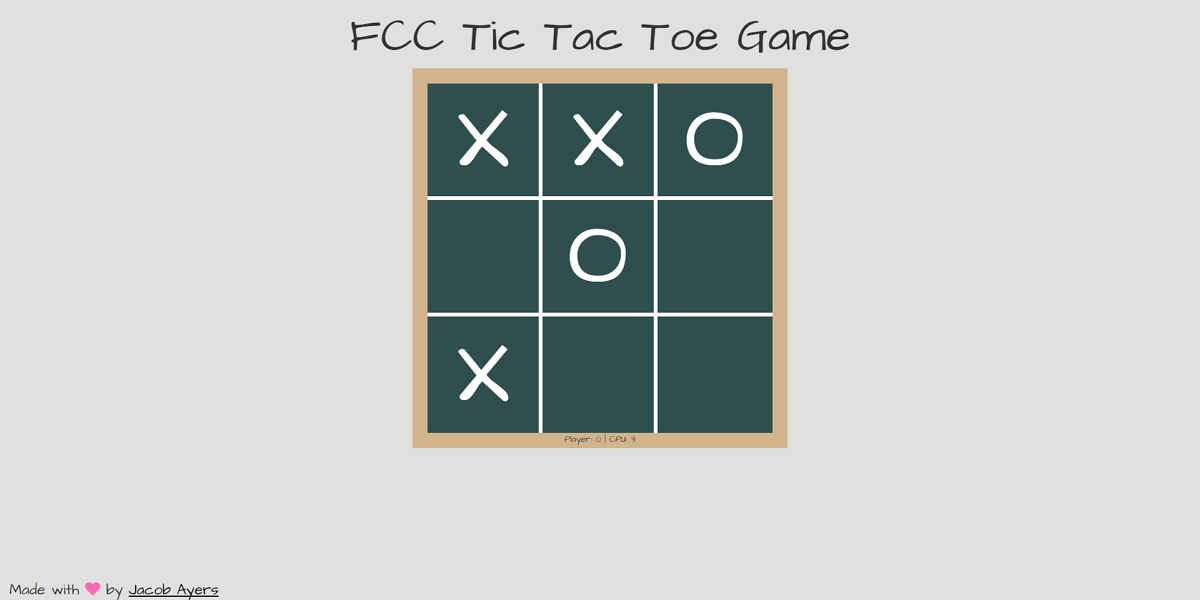 FCC Tic Tac Toe Game
X X O
O
X
Player: 0 | CPU: 3
Made with 💗 by Jacob Ayers